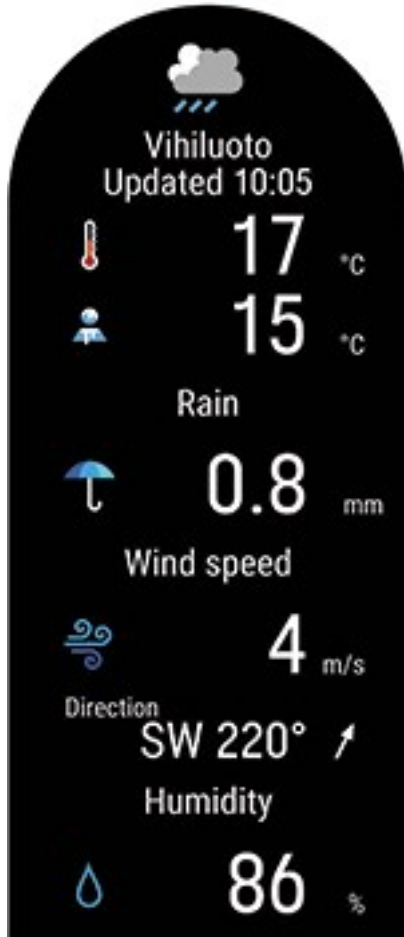 Vihiluoto
Updated 10:05
17 °C
15 °C
Rain
0.8 mm
Wind speed
4 m/s
Direction
SW 220°
Humidity
86 %